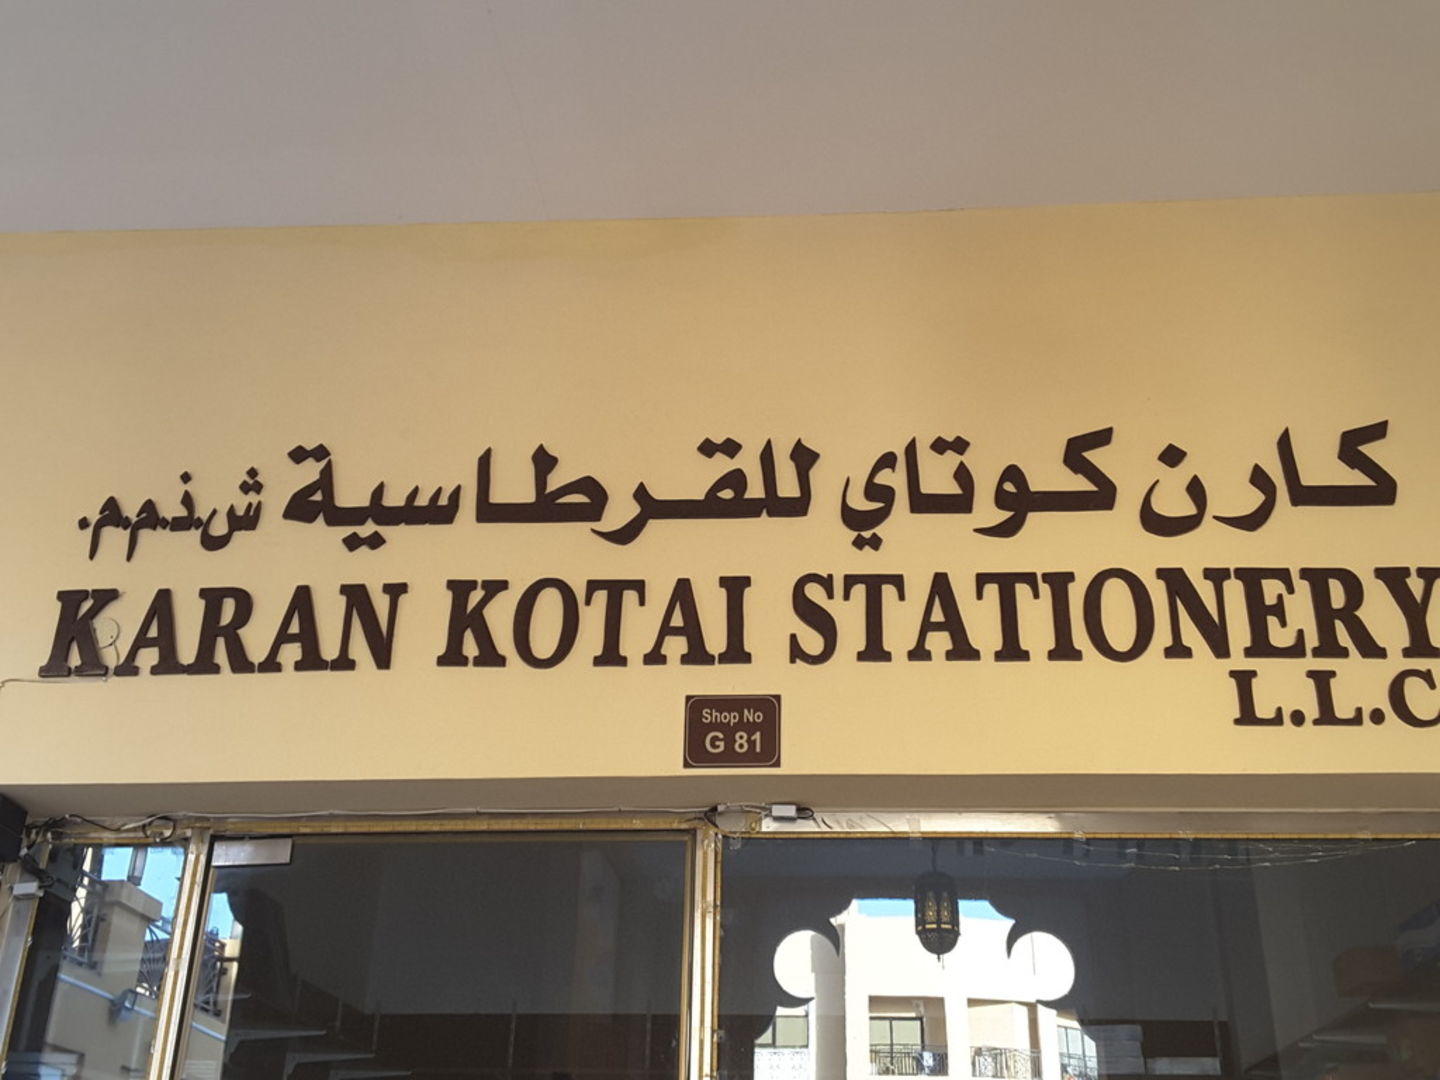 كارن كوتاي للقرطاسية ش.ذ.م.م.
KARAN KOTAI STATIONERY
L.L.C
Shop No
G 81